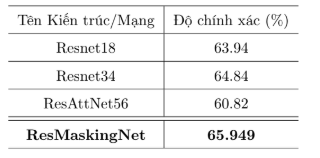 Tên Kiến trúc/Mạng Độ chính xác (%)
Resnet18 63.94
Resnet34 64.84
ResAttNet56 60.82
ResMaskingNet 65.949